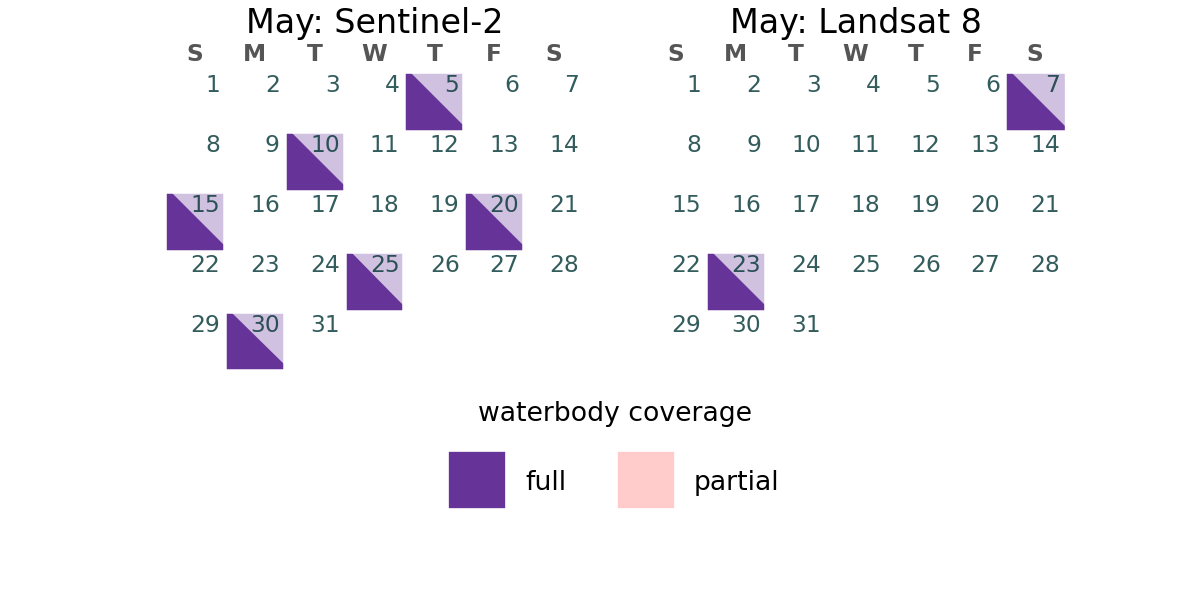 May: Sentinel-2
S M T W T F S
1 2 3 4 5 6 7
8 9 10 11 12 13 14
15 16 17 18 19 20 21
22 23 24 25 26 27 28
29 30 31
May: Landsat 8
S M T W T F S
1 2 3 4 5 6 7
8 9 10 11 12 13 14
15 16 17 18 19 20 21
22 23 24 25 26 27 28
29 30 31
waterbody coverage
full partial